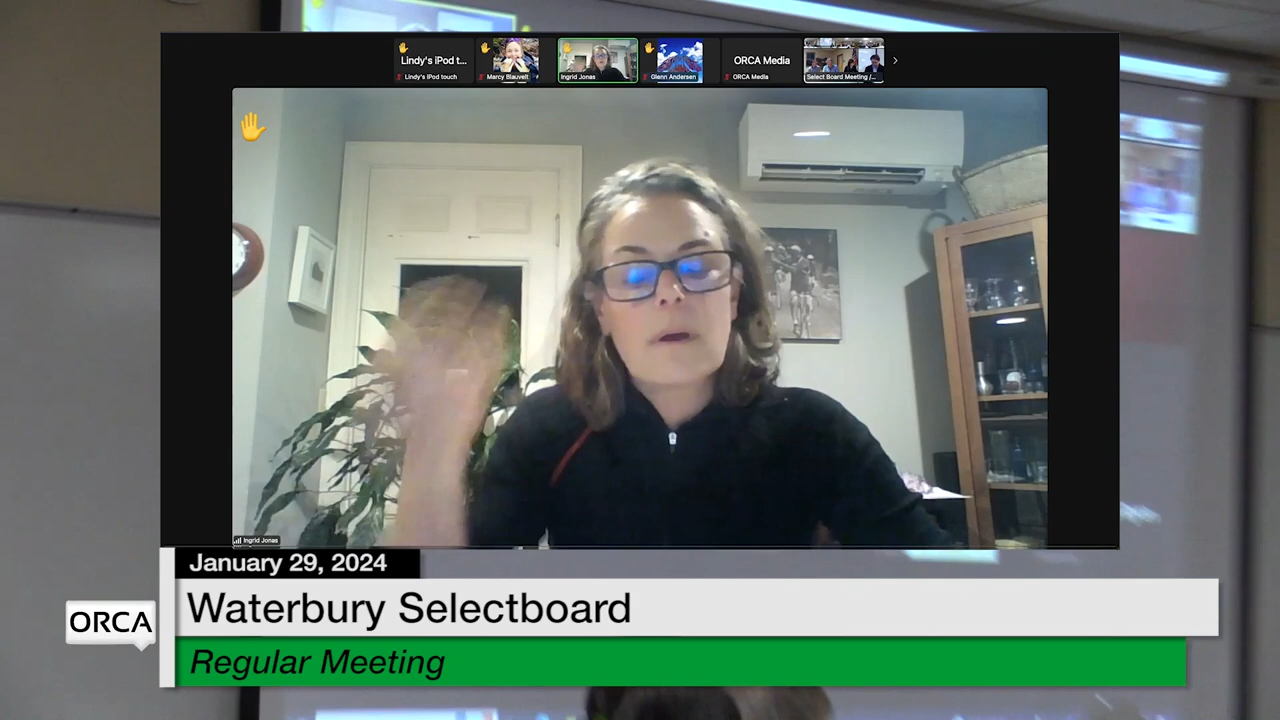 Lindy's iPod t...
Lindy's iPod touch
Marcy Blauvelt
Ingrid Jonas
Glenn Andersen
ORCA Media
ORCA Media
Select Board Meeting /...
Ingrid Jonas
January 29, 2024
Waterbury Selectboard
ORCA
Regular Meeting